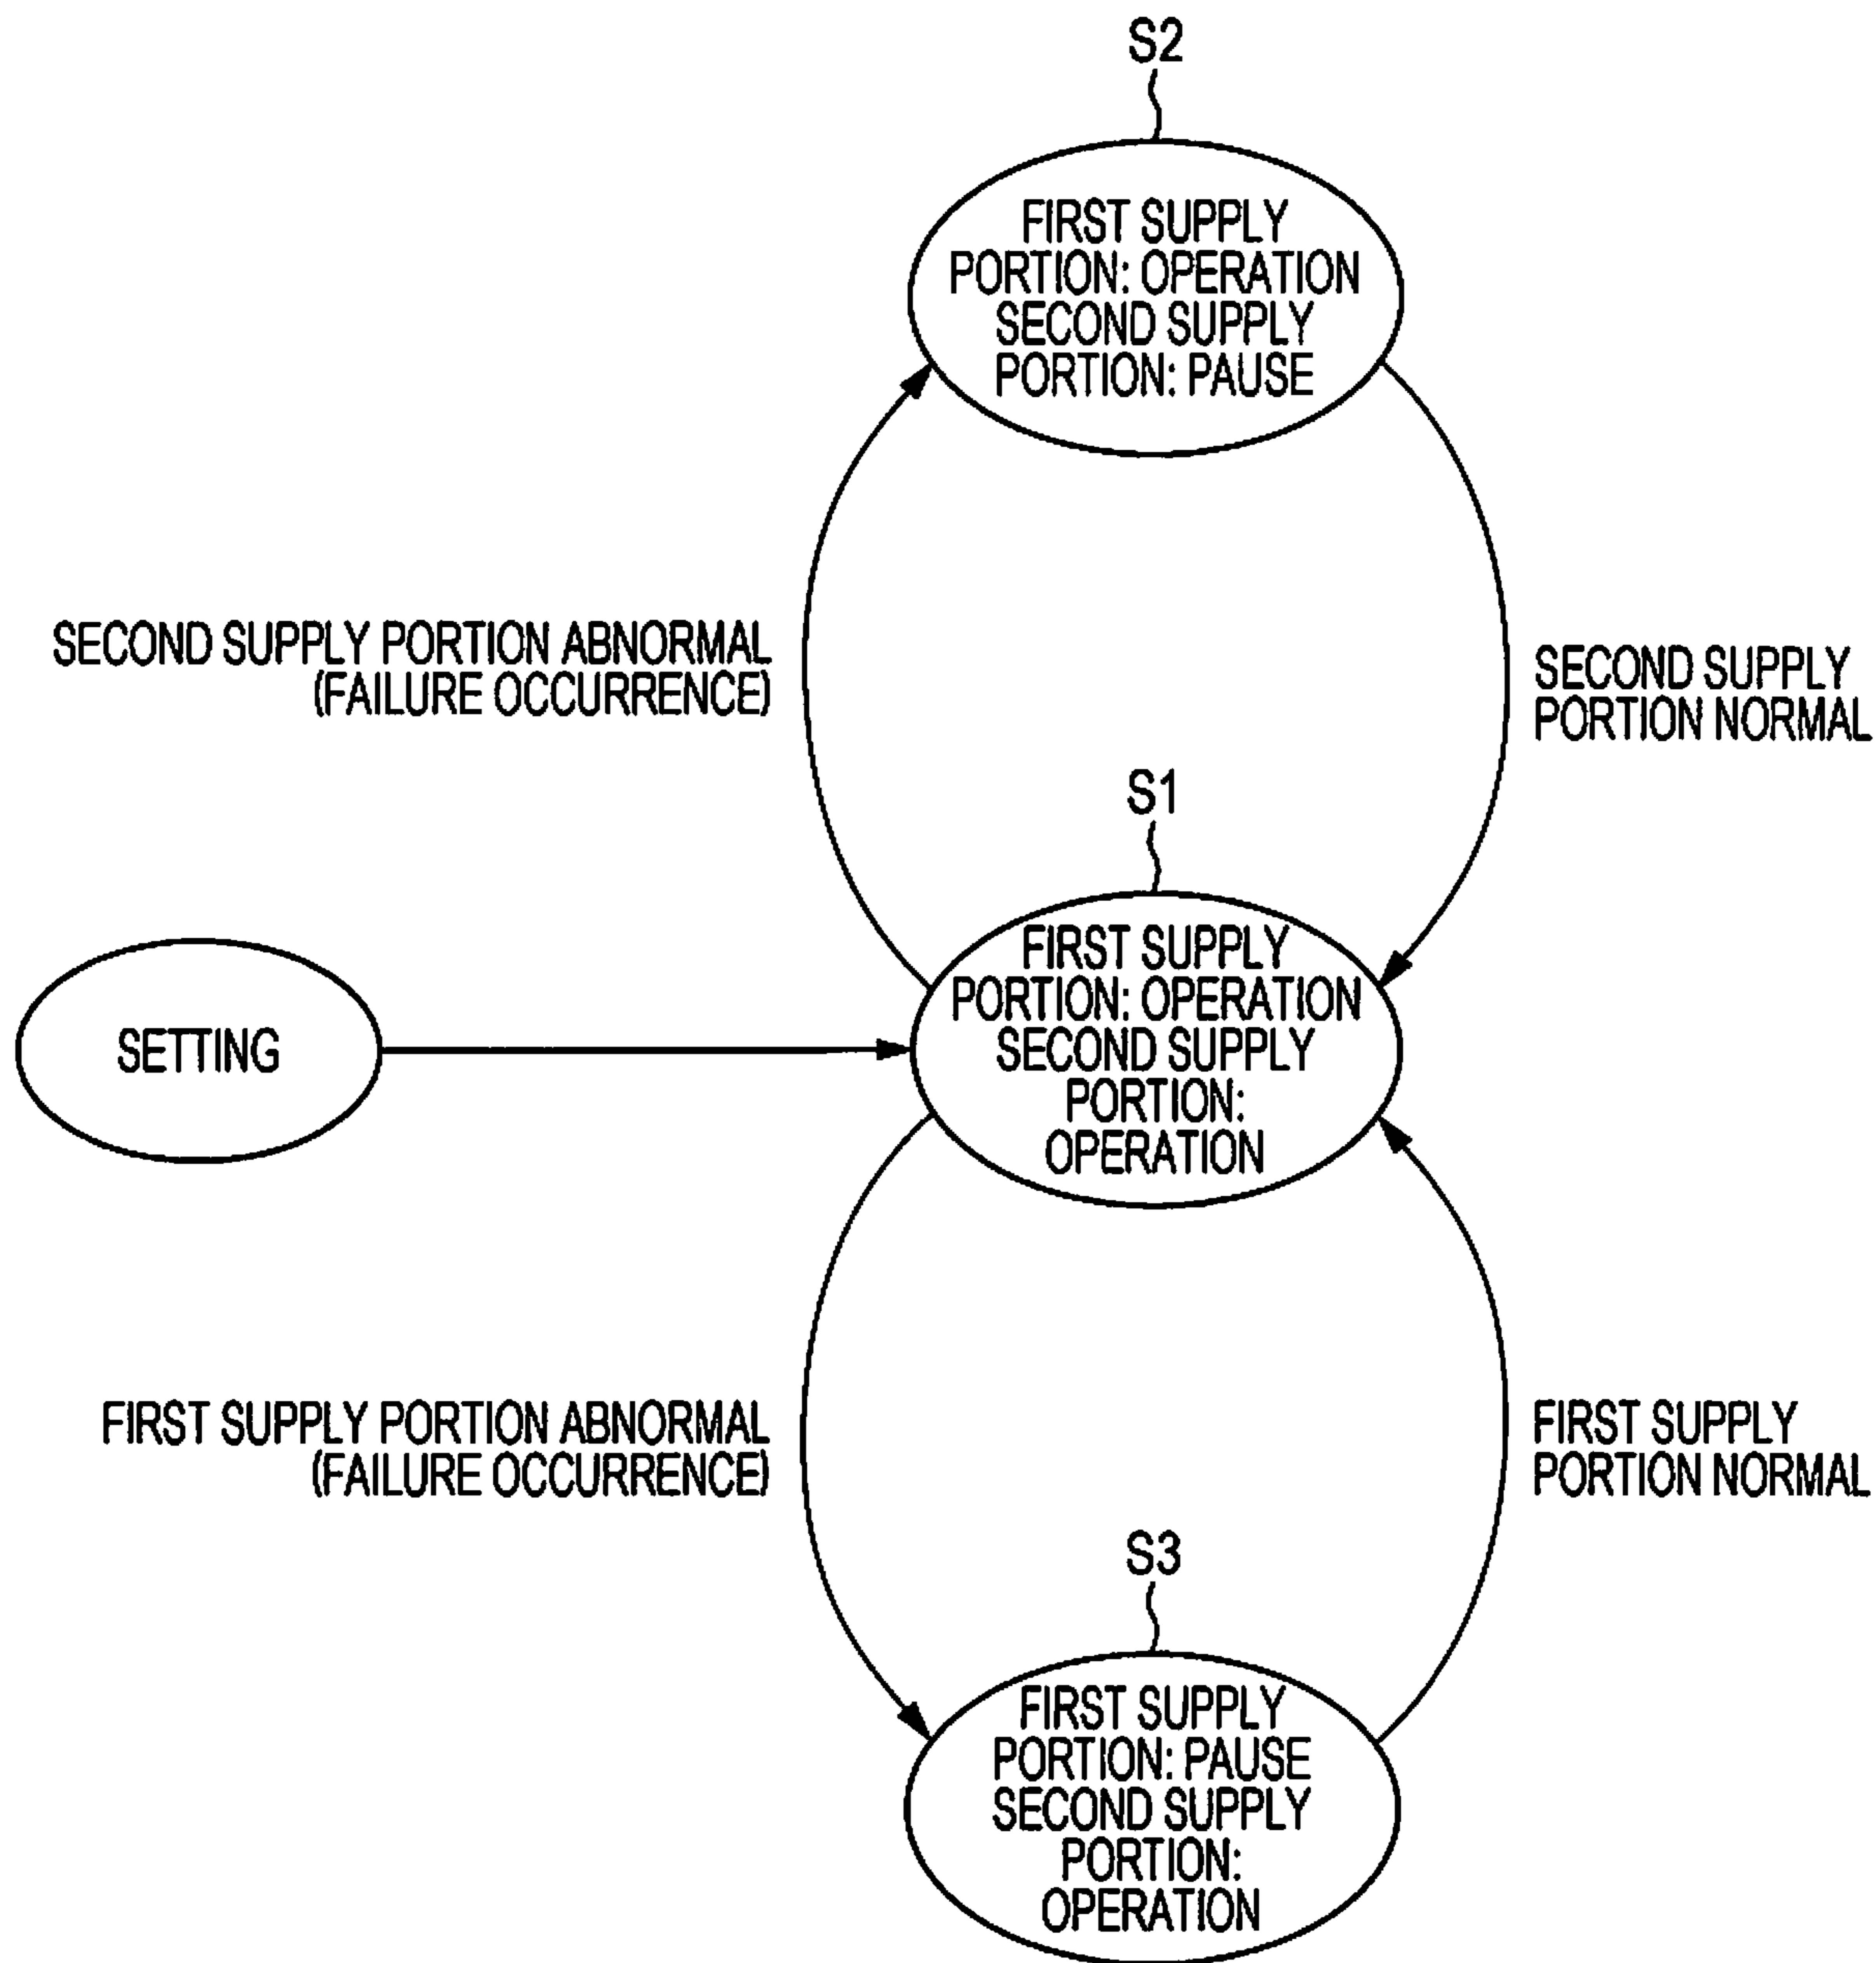 S2
FIRST SUPPLY
PORTION: OPERATION
SECOND SUPPLY
PORTION: PAUSE
SECOND SUPPLY PORTION ABNORMAL
(FAILURE OCCURRENCE)
SECOND SUPPLY
PORTION NORMAL
S1
FIRST SUPPLY
PORTION: OPERATION
SECOND SUPPLY
PORTION:
OPERATION
SETTING
FIRST SUPPLY PORTION ABNORMAL
(FAILURE OCCURRENCE)
FIRST SUPPLY
PORTION NORMAL
S3
FIRST SUPPLY
PORTION: PAUSE
SECOND SUPPLY
PORTION:
OPERATION